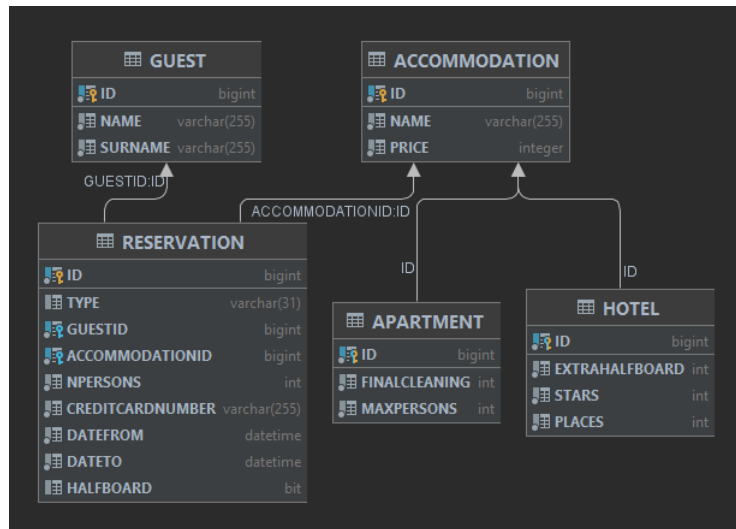 GUEST
ID bigint
NAME varchar(255)
SURNAME varchar(255)
ACCOMMODATION
ID bigint
NAME varchar(255)
PRICE integer
GUESTID:ID
ACCOMMODATIONID:ID
ID
ID
RESERVATION
ID bigint
TYPE varchar(31)
GUESTID bigint
ACCOMMODATIONID bigint
NPERSONS int
CREDITCARDNUMBER varchar(255)
DATEFROM datetime
DATETO datetime
HALFBOARD bit
APARTMENT
ID bigint
FINALCLEANING int
MAXPERSONS int
HOTEL
ID bigint
EXTRAHALFBOARD int
STARS int
PLACES int